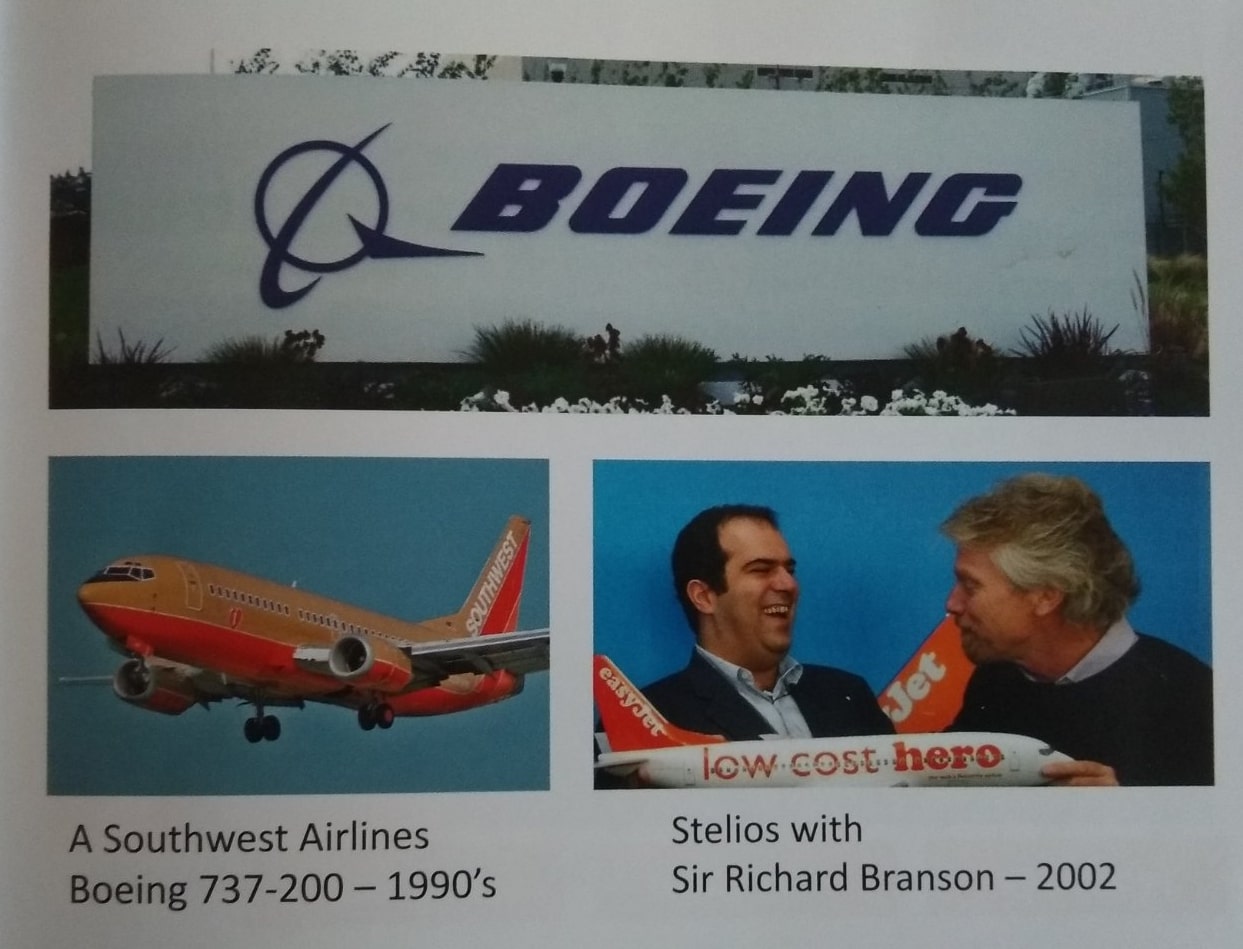 BOEING
SOUTHWEST
easyJet
Jet
low cost hero
A Southwest Airlines
Boeing 737-200 – 1990's
Stelios with
Sir Richard Branson – 2002